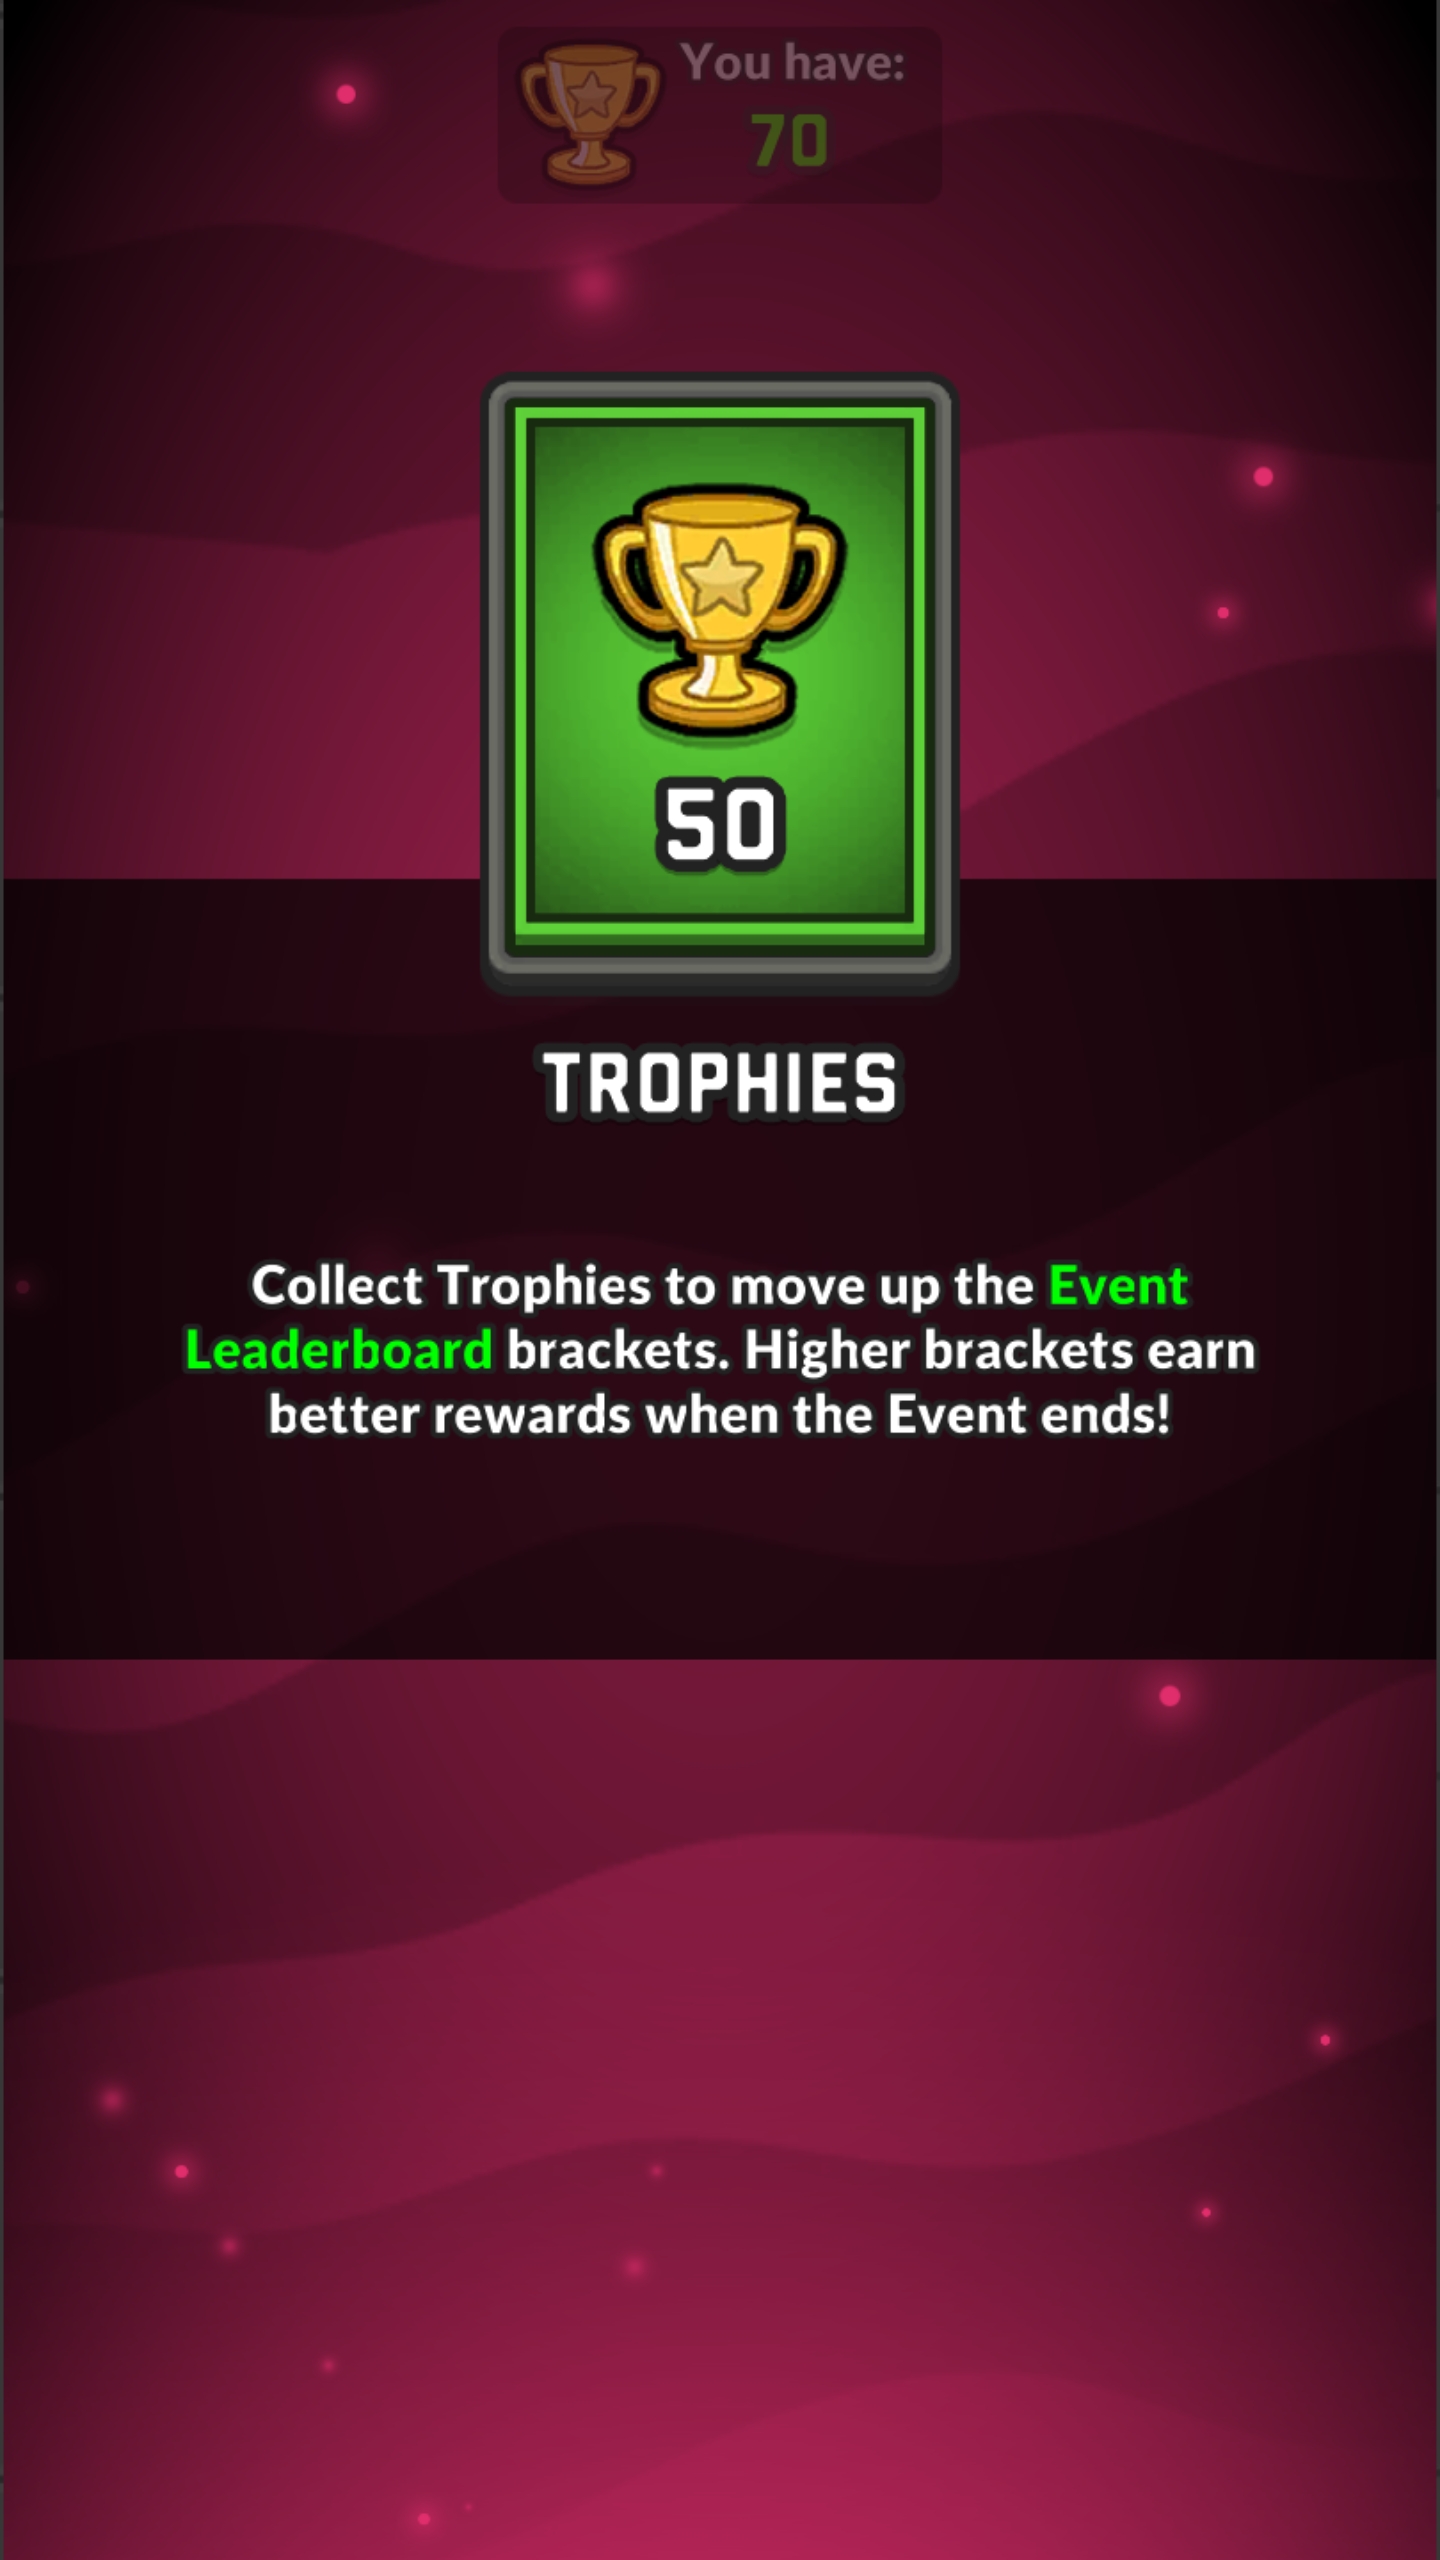 You have:
70
50
TROPHIES
Collect Trophies to move up the Event
Leaderboard brackets. Higher brackets earn
better rewards when the Event ends!